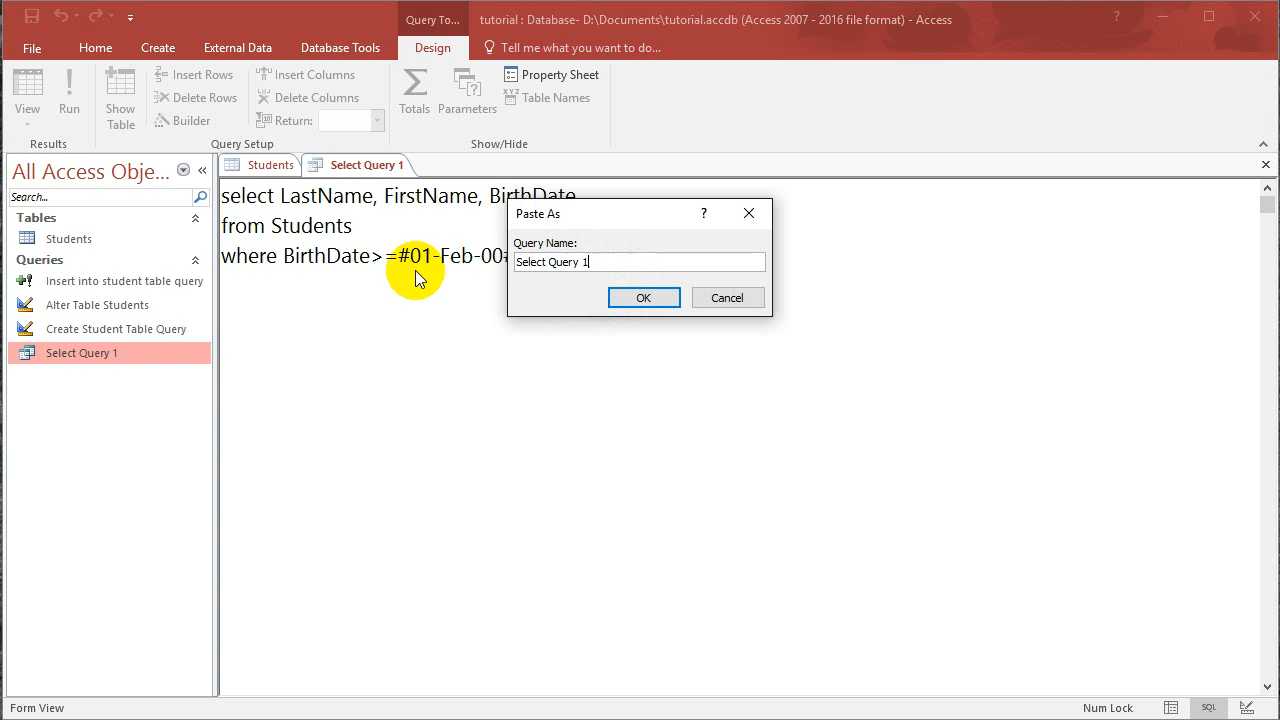 Query To...
tutorial : Database- D:\Documents\tutorial.accdb (Access 2007 - 2016 file format) - Access
?
File
Home
Create
External Data
Database Tools
Design
Tell me what you want to do...
View
Run
Show
Table
Insert Rows
Delete Rows
Builder
Insert Columns
Delete Columns
Return:
Totals
Parameters
Property Sheet
XYZ
Table Names
Results
Query Setup
Show/Hide
All Access Obje...
Search...
Tables
Students
Queries
Insert into student table query
Alter Table Students
Create Student Table Query
Select Query 1
Students
Select Query 1
select LastName, FirstName, BirthDate
from Students
where BirthDate>=#01-Feb-00#
Paste As
?
Query Name:
Select Query 1
OK
Cancel
Form View
Num Lock
SQL